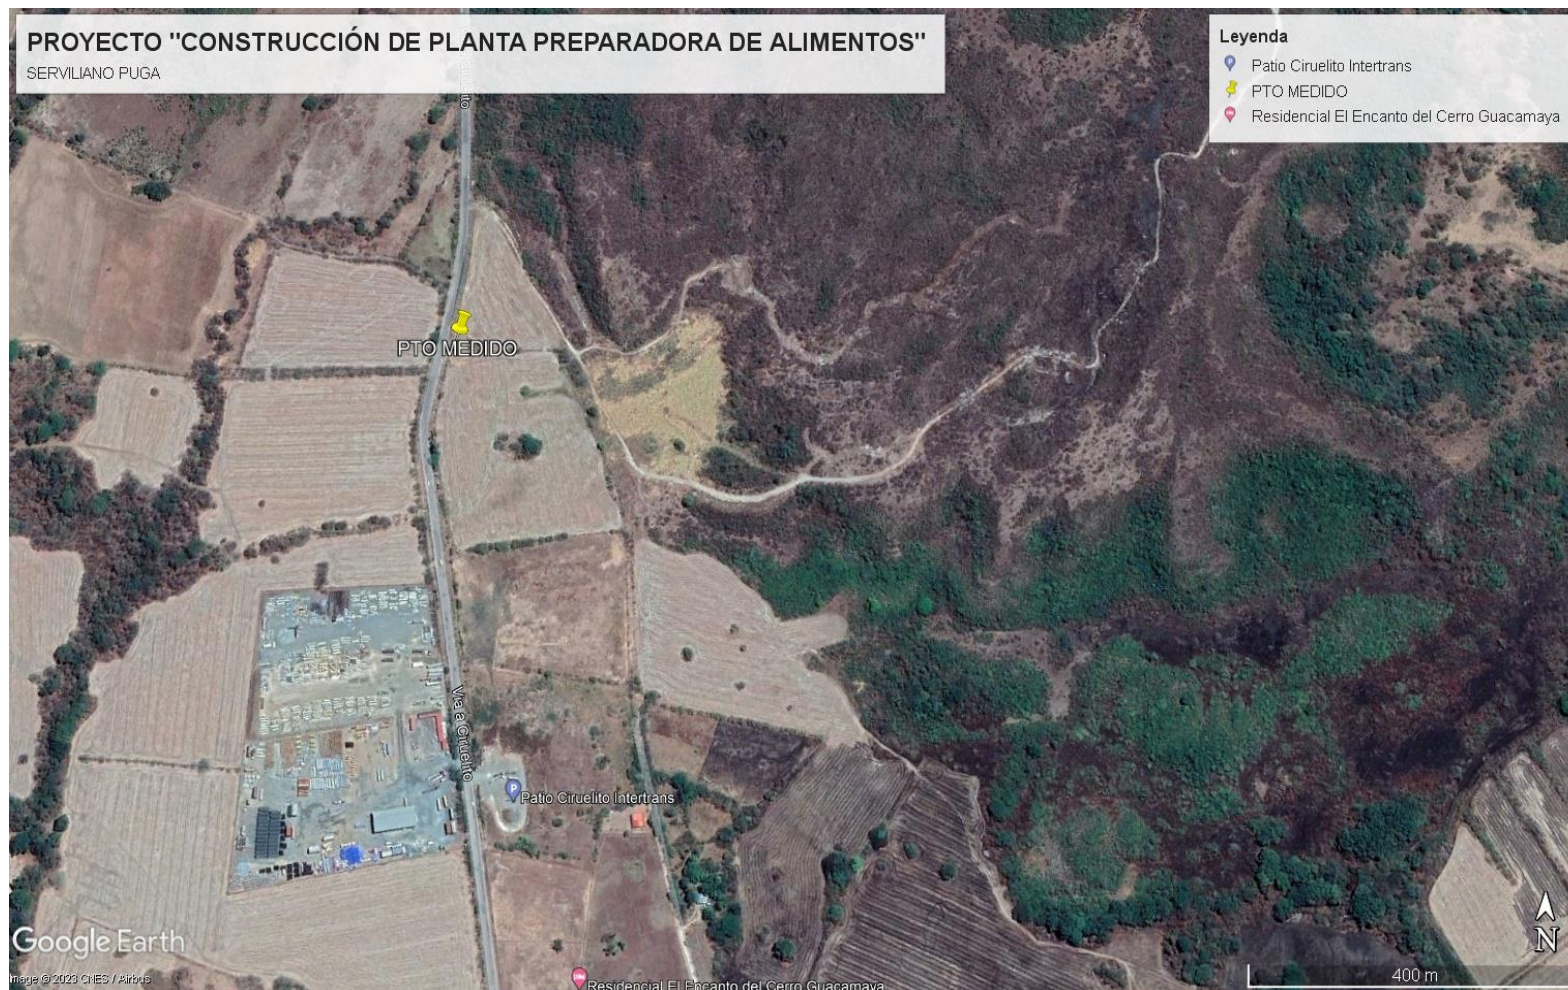 PROYECTO "CONSTRUCCIÓN DE PLANTA PREPARADORA DE ALIMENTOS"
SERVILIANO PUGA
Leyenda
P Patio Ciruelito Intertrans
PTO MEDIDO
Residencial El Encanto del Cerro Guacamaya
PTO MEDIDO
Vía a Ciruelito
P Patio Ciruelito Intertrans
Google Earth
Image © 2023 CNES / Airbus
Residencial El Encanto del Cerro Guacamaya
N
400 m